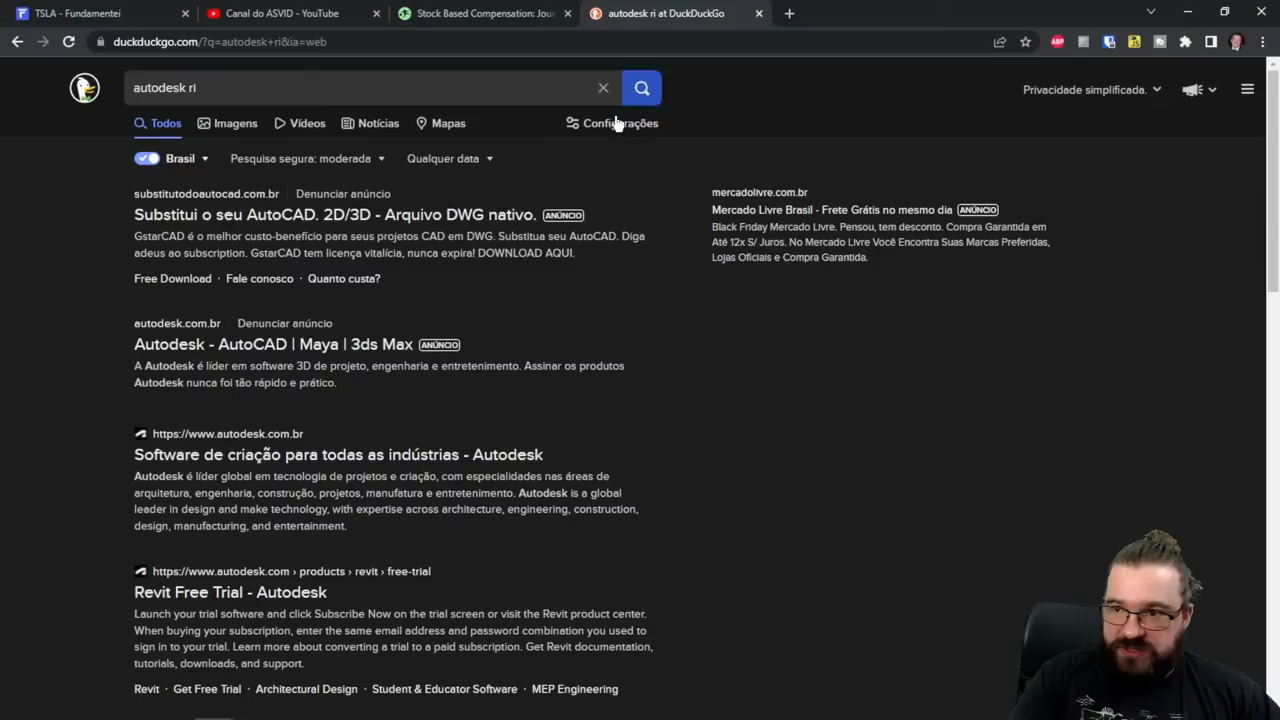 TSLA - Fundamentei
Canal do ASVID - YouTube
Stock Based Compensation: Jou
autodesk ri at DuckDuckGo
duckduckgo.com/?q=autodesk+ri&ia=web
ABP
autodesk ri
Privacidade simplificada.
Todos
Imagens
Vídeos
Notícias
Mapas
Configurações
Brasil
Pesquisa segura: moderada
Qualquer data
substitutodoautocad.com.br
Denunciar anúncio
Substitui o seu AutoCAD. 2D/3D - Arquivo DWG nativo. ANÚNCIO
GstarCAD é o melhor custo-benefício para seus projetos CAD em DWG. Substitua seu AutoCAD. Diga
adeus ao subscription. GstarCAD tem licença vitalícia, nunca expira! DOWNLOAD AQUI.
Free Download · Fale conosco · Quanto custa?
mercadolivre.com.br
Mercado Livre Brasil - Frete Grátis no mesmo dia ANÚNCIO
Black Friday Mercado Livre. Pensou, tem desconto. Compra Garantida em
Até 12x S/ Juros. No Mercado Livre Você Encontra Suas Marcas Preferidas,
Lojas Oficiais e Compra Garantida.
autodesk.com.br
Denunciar anúncio
Autodesk - AutoCAD | Maya | 3ds Max ANÚNCIO
A Autodesk é líder em software 3D de projeto, engenharia e entretenimento. Assinar os produtos
Autodesk nunca foi tão rápido e prático.
https://www.autodesk.com.br
Software de criação para todas as indústrias - Autodesk
Autodesk é líder global em tecnologia de projetos e criação, com especialidades nas áreas de
arquitetura, engenharia, construção, projetos, manufatura e entretenimento. Autodesk is a global
leader in design and make technology, with expertise across architecture, engineering, construction,
design, manufacturing, and entertainment.
https://www.autodesk.com › products › revit › free-trial
Revit Free Trial - Autodesk
Launch your trial software and click Subscribe Now on the trial screen or visit the Revit product center.
When buying your subscription, enter the same email address and password combination you used to
sign in to your trial. Learn more about converting a trial to a paid subscription. Get Revit documentation,
tutorials, downloads, and support.
Revit · Get Free Trial · Architectural Design · Student & Educator Software · MEP Engineering